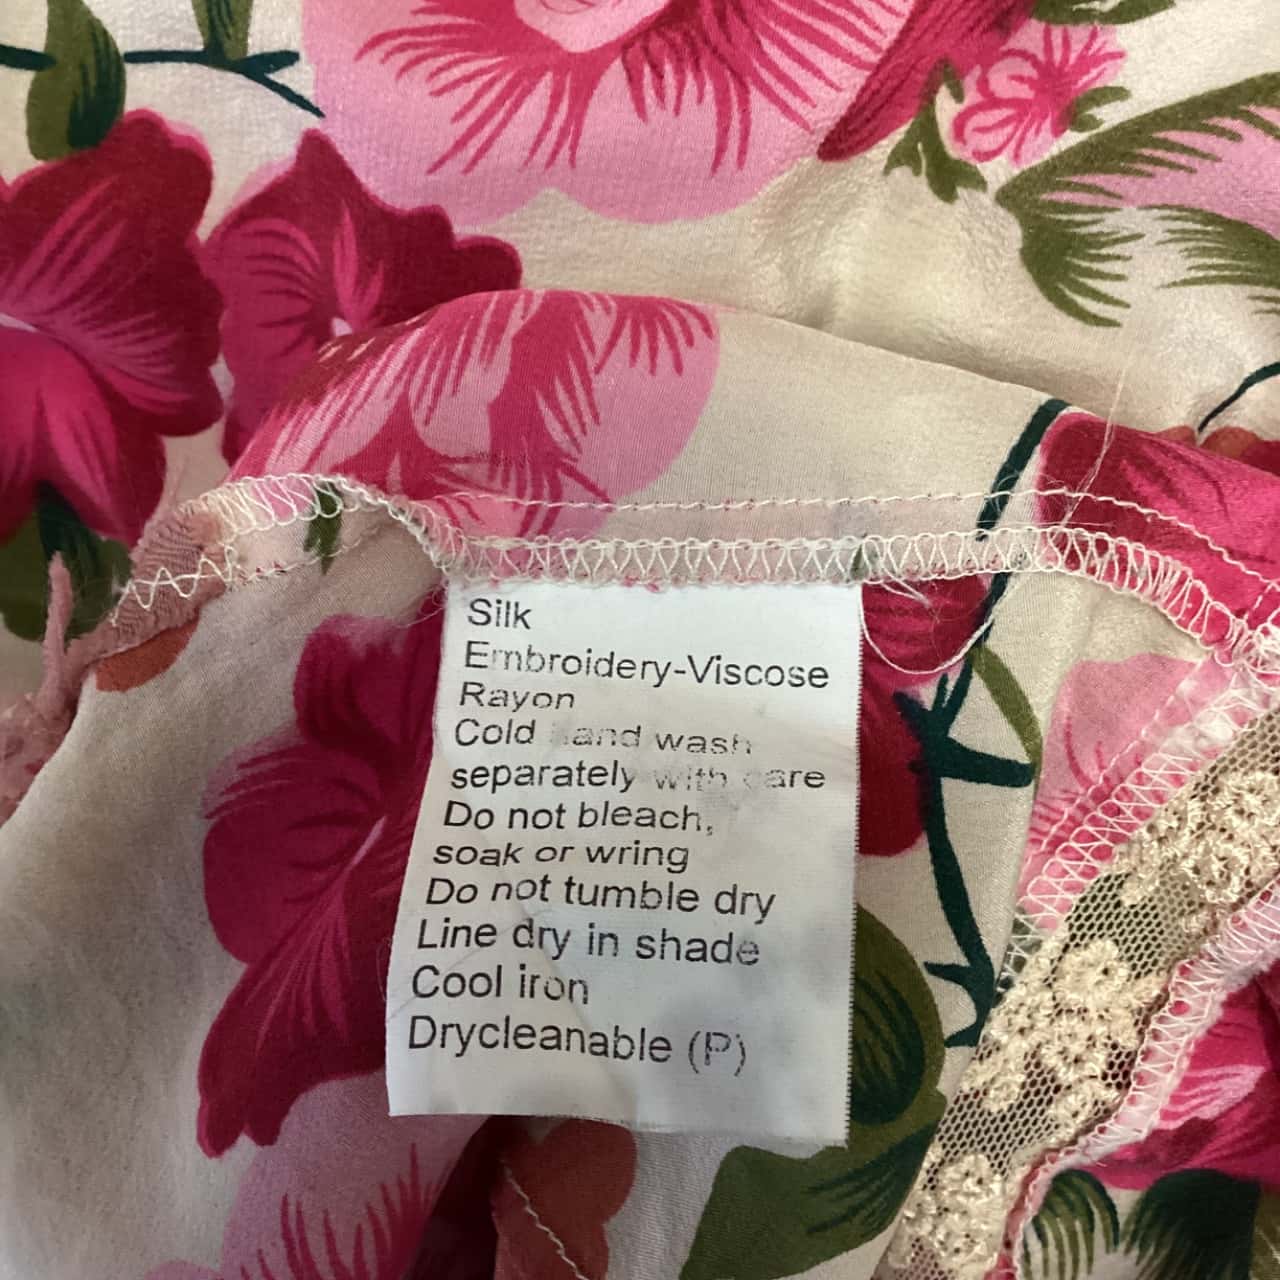 Silk
Embroidery-Viscose
Rayon
Cold hand wash
separately with care
Do not bleach,
soak or wring
Do not tumble dry
Line dry in shade
Cool iron
Drycleanable (P)